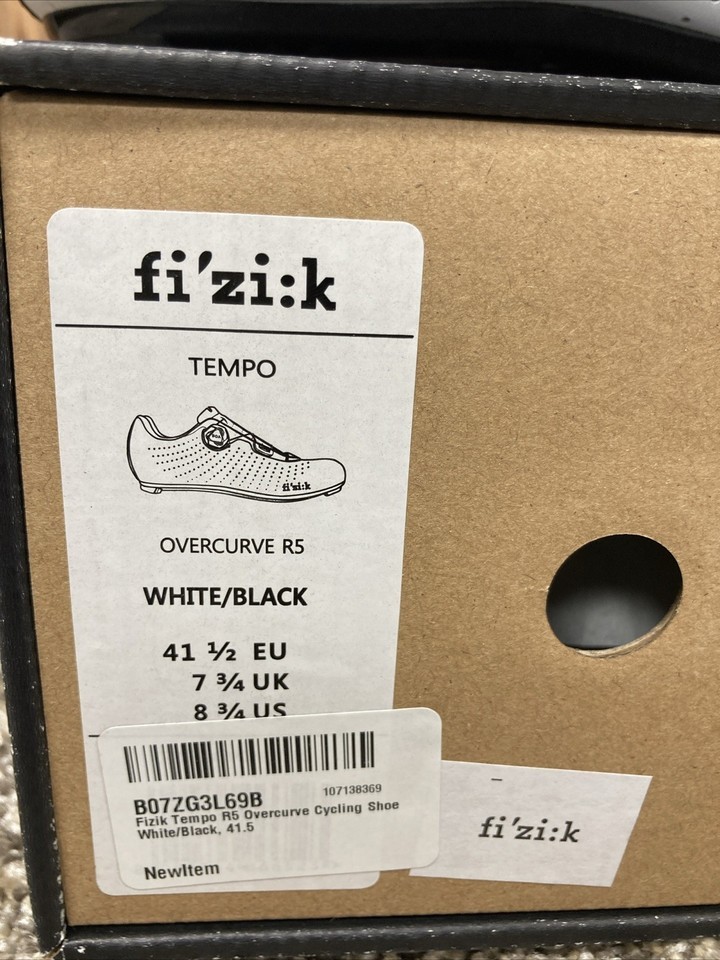 fi'zi:k
TEMPO
fi'zi:k
OVERCURVE R5
WHITE/BLACK
41 ½ EU
7 ¾ UK
8 ¾ US
B07ZG3L69B 107138369
Fizik Tempo R5 Overcurve Cycling Shoe
White/Black, 41.5
NewItem
fi'zi:k